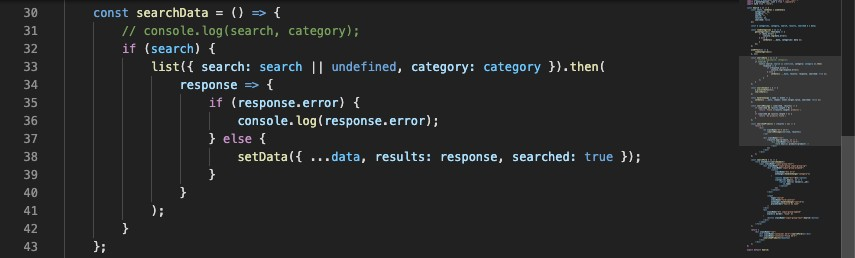 30 const searchData = () => {
31 // console.log(search, category);
32 if (search) {
33 list({ search: search || undefined, category: category }).then(
34 response => {
35 if (response.error) {
36 console.log(response.error);
37 } else {
38 setData({ ...data, results: response, searched: true });
39 }
40 }
41 );
42 }
43 };